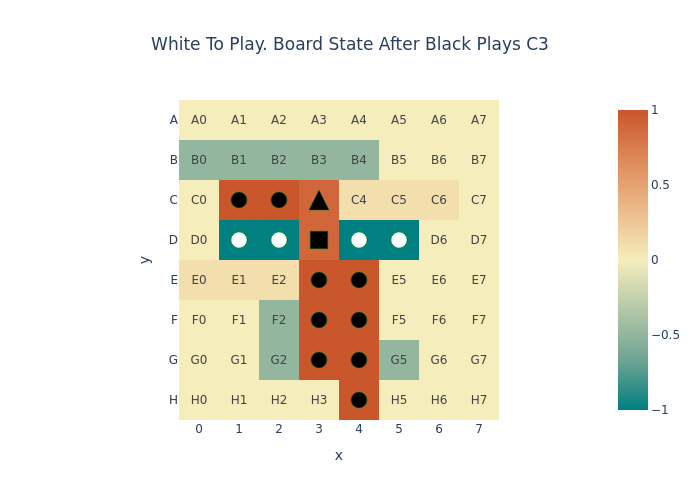 White To Play. Board State After Black Plays C3
A A0 A1 A2 A3 A4 A5 A6 A7
B B0 B1 B2 B3 B4 B5 B6 B7
C C0 C4 C5 C6 C7
D D0 D6 D7
E E0 E1 E2 E5 E6 E7
F F0 F1 F2 F5 F6 F7
G G0 G1 G2 G5 G6 G7
H H0 H1 H2 H3 H5 H6 H7
0 1 2 3 4 5 6 7
x
y
1
0.5
0
−0.5
−1